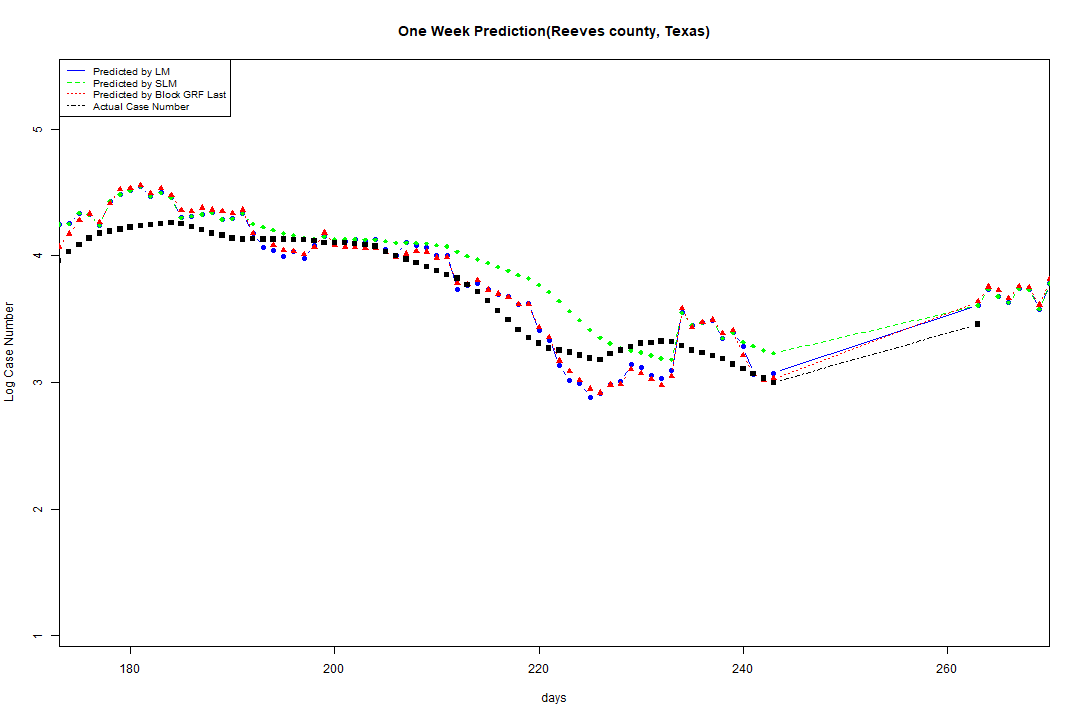 One Week Prediction(Reeves county, Texas)
Predicted by LM
Predicted by SLM
Predicted by Block GRF Last
Actual Case Number
5
4
3
2
1
Log Case Number
180 200 220 240 260
days